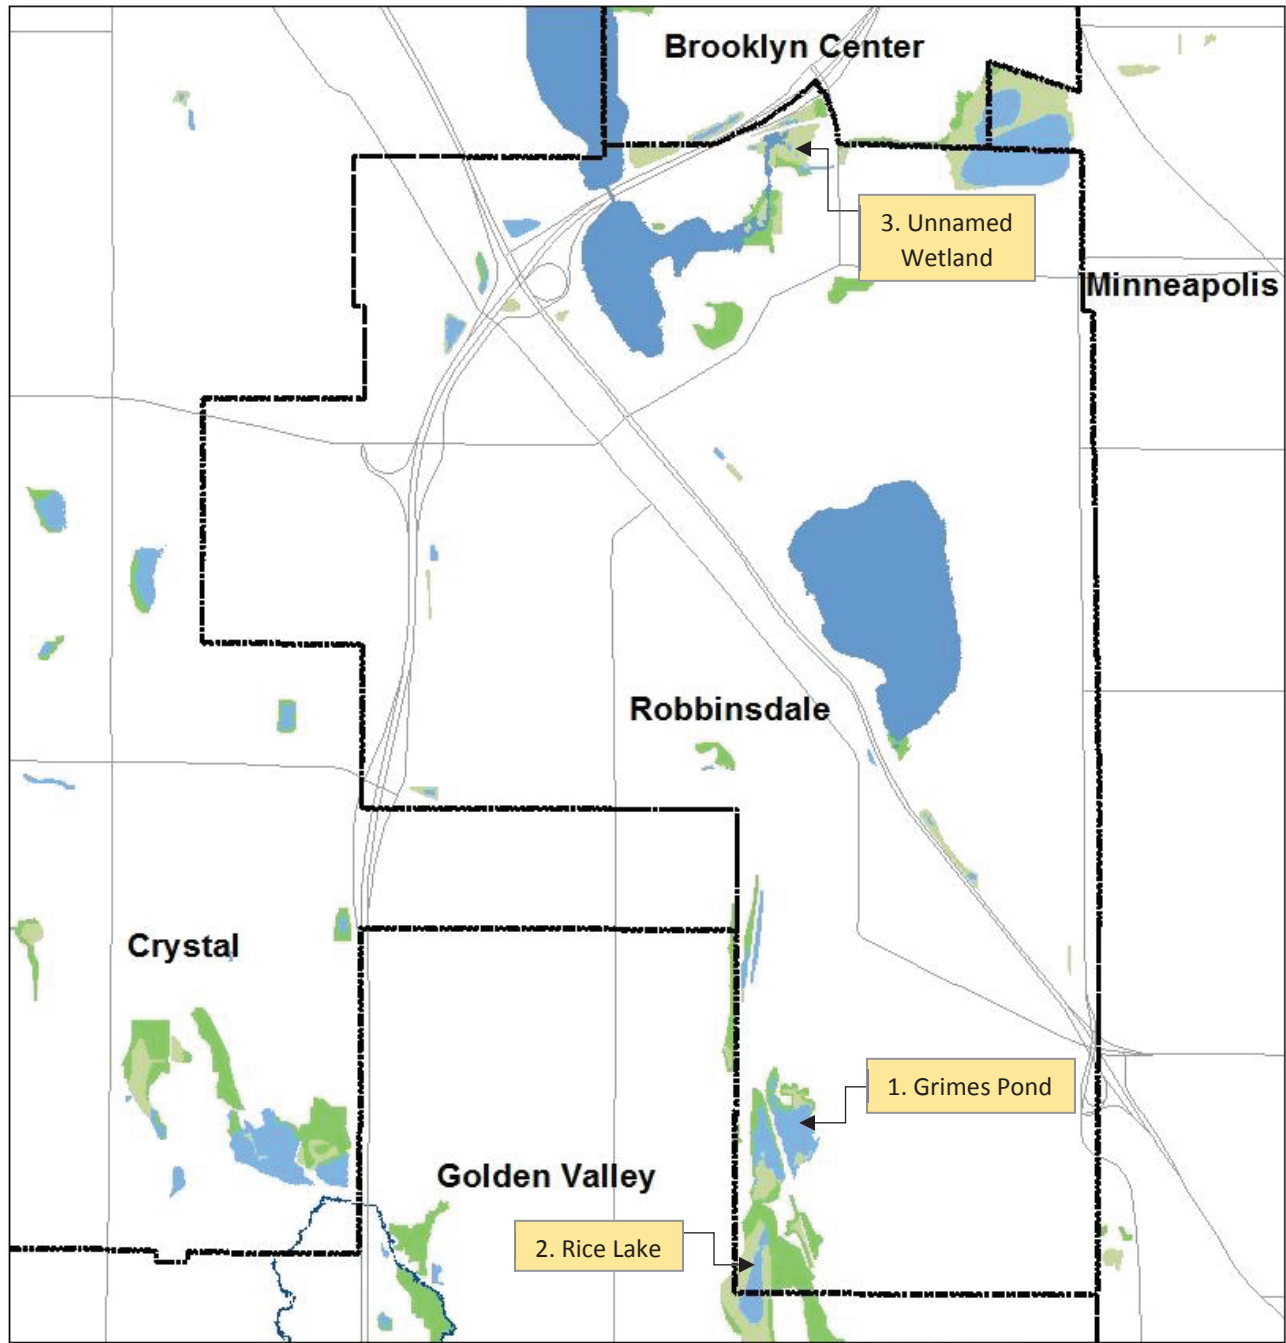 Brooklyn Center
3. Unnamed
Wetland
Minneapolis
Robbinsdale
Crystal
1. Grimes Pond
Golden Valley
2. Rice Lake